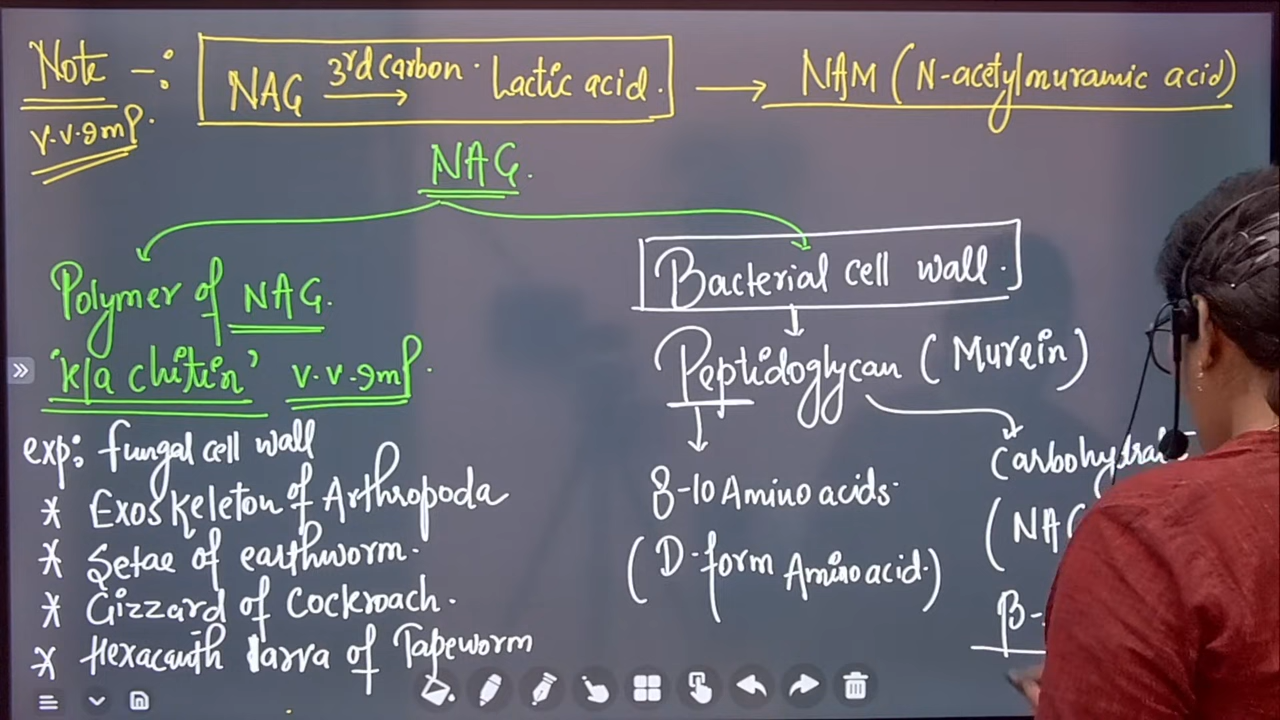 Note -: NAG 3rd carbon. Lactic acid. → NAM (N-acetylmuramic acid)
v.v.Imp.
NAG.
Polymer of NAG.
'k/a chitin' v.v.Imp.
exp: fungal cell wall
* Exoskeleton of Arthropoda
* Setae of earthworm.
* Gizzard of Cockroach.
* Hexacanth larva of Tapeworm
Bacterial cell wall.
Peptidoglycan (Murein)
8-10 Amino acids.
(D-form Amino acid.)
(NAG
β-